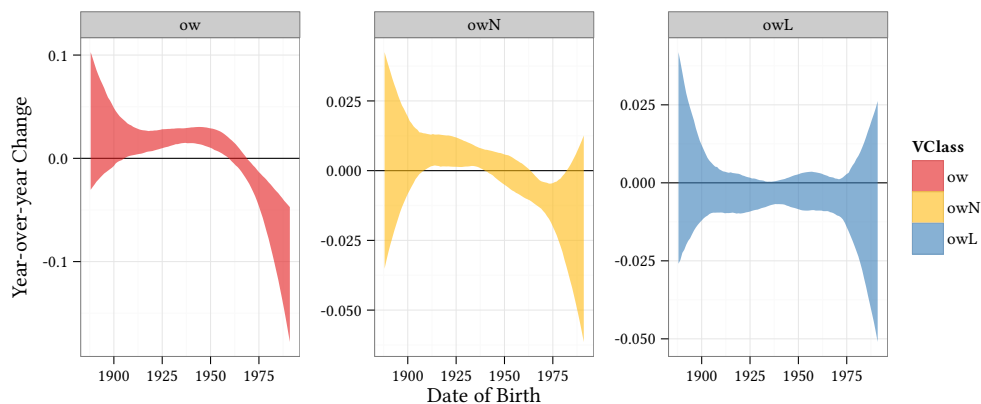 ow owN owL
Year-over-year Change
0.1
0.0
-0.1
0.025
0.000
-0.025
-0.050
0.025
0.000
-0.025
-0.050
1900 1925 1950 1975
1900 1925 1950 1975
1900 1925 1950 1975
Date of Birth
VClass
ow
owN
owL